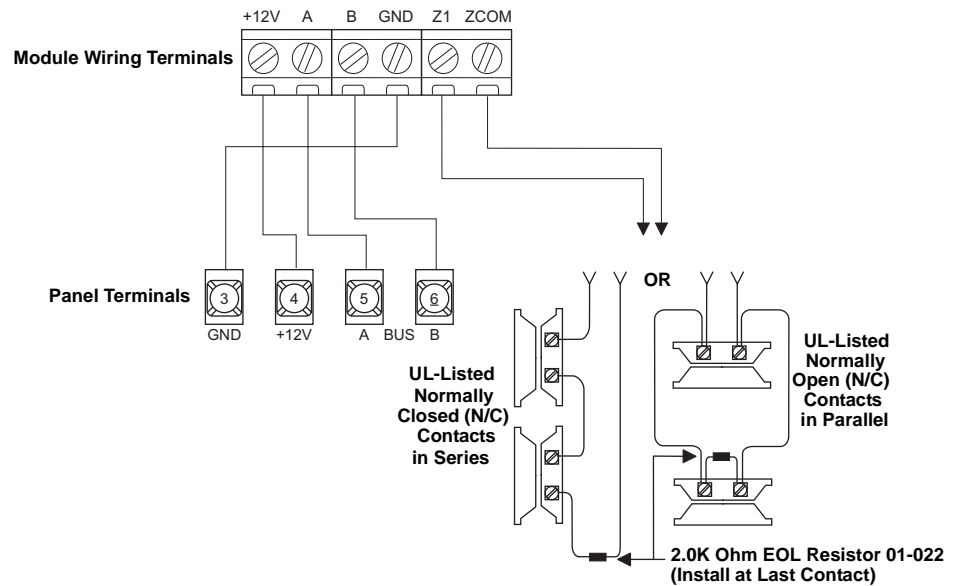 +12V A B GND Z1 ZCOM
Module Wiring Terminals
Panel Terminals
3 4 5 6
GND +12V A BUS B
OR
UL-Listed
Normally
Closed (N/C)
Contacts
in Series
UL-Listed
Normally
Open (N/C)
Contacts
in Parallel
2.0K Ohm EOL Resistor 01-022
(Install at Last Contact)